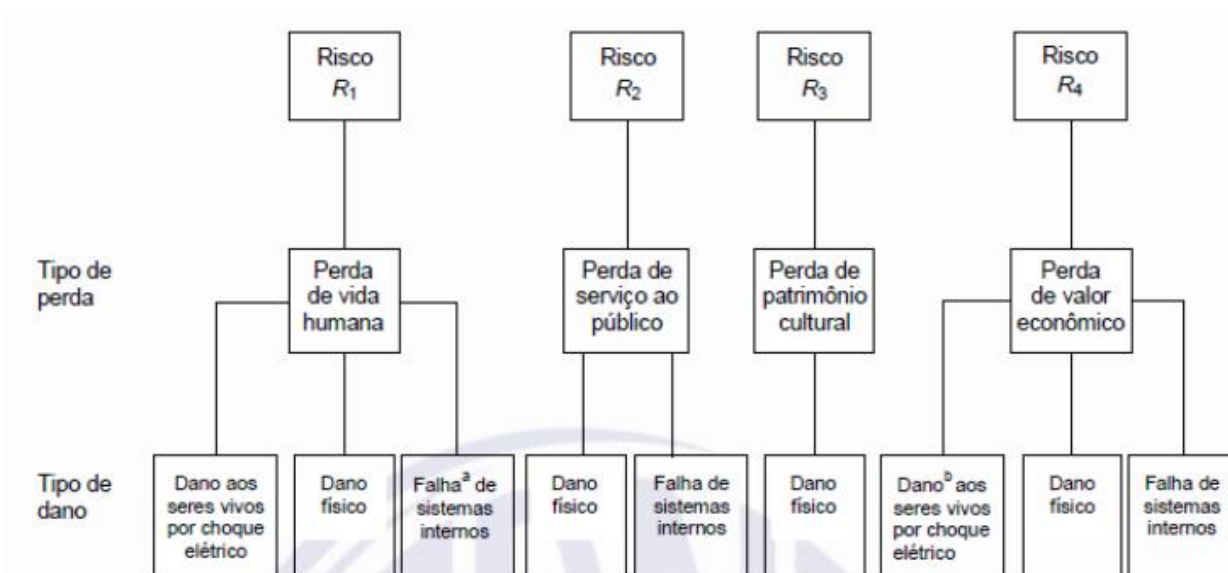 Risco
R1
Risco
R2
Risco
R3
Risco
R4
Tipo de
perda
Perda
de vida
humana
Perda de
serviço ao
público
Perda de
patrimônio
cultural
Perda
de valor
econômico
Tipo de
dano
Dano aos
seres vivos
por choque
elétrico
Dano
físico
Falhaª de
sistemas
internos
Dano
físico
Falha de
sistemas
internos
Dano
físico
Danoᵇ aos
seres vivos
por choque
elétrico
Dano
físico
Falha de
sistemas
internos